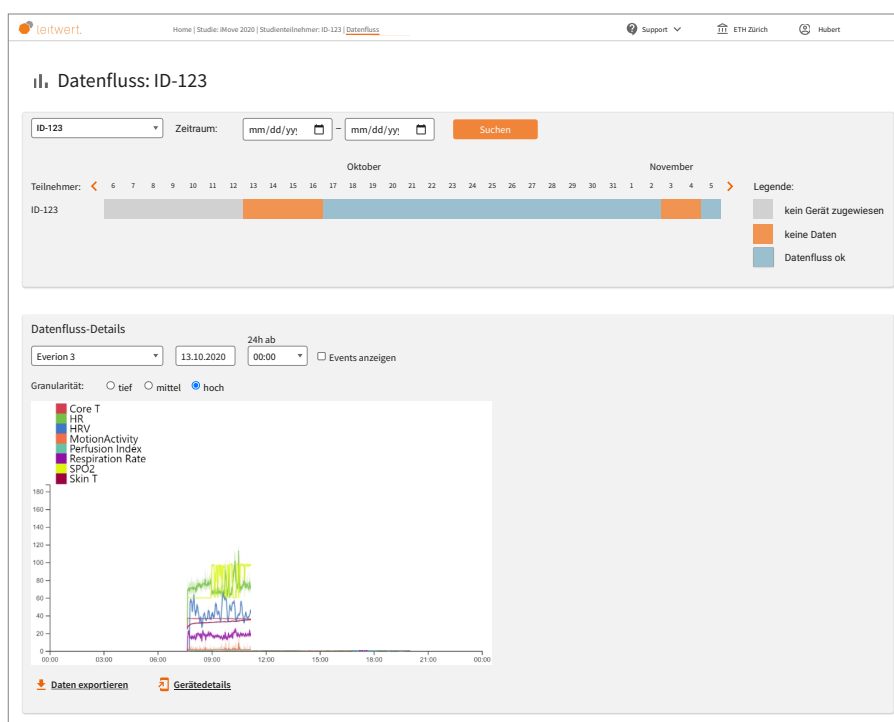 leitwert.
Home | Studie: iMove 2020 | Studienteilnehmer: ID-123 | Datenfluss
Support
ETH Zürich
Hubert
Datenfluss: ID-123
ID-123
Zeitraum:
mm/dd/yyy
–
mm/dd/yyy
Suchen
Oktober
November
Teilnehmer:
6 7 8 9 10 11 12 13 14 15 16 17 18 19 20 21 22 23 24 25 26 27 28 29 30 31 1 2 3 4 5
Legende:
ID-123
kein Gerät zugewiesen
keine Daten
Datenfluss ok
Datenfluss-Details
24h ab
Everion 3
13.10.2020
00:00
Events anzeigen
Granularität:
tief
mittel
hoch
Core T
HR
HRV
MotionActivity
Perfusion Index
Respiration Rate
SPO2
Skin T
180
160
140
120
100
80
60
40
20
0
00:00 03:00 06:00 09:00 12:00 15:00 18:00 21:00 00:00
Daten exportieren
Gerätedetails